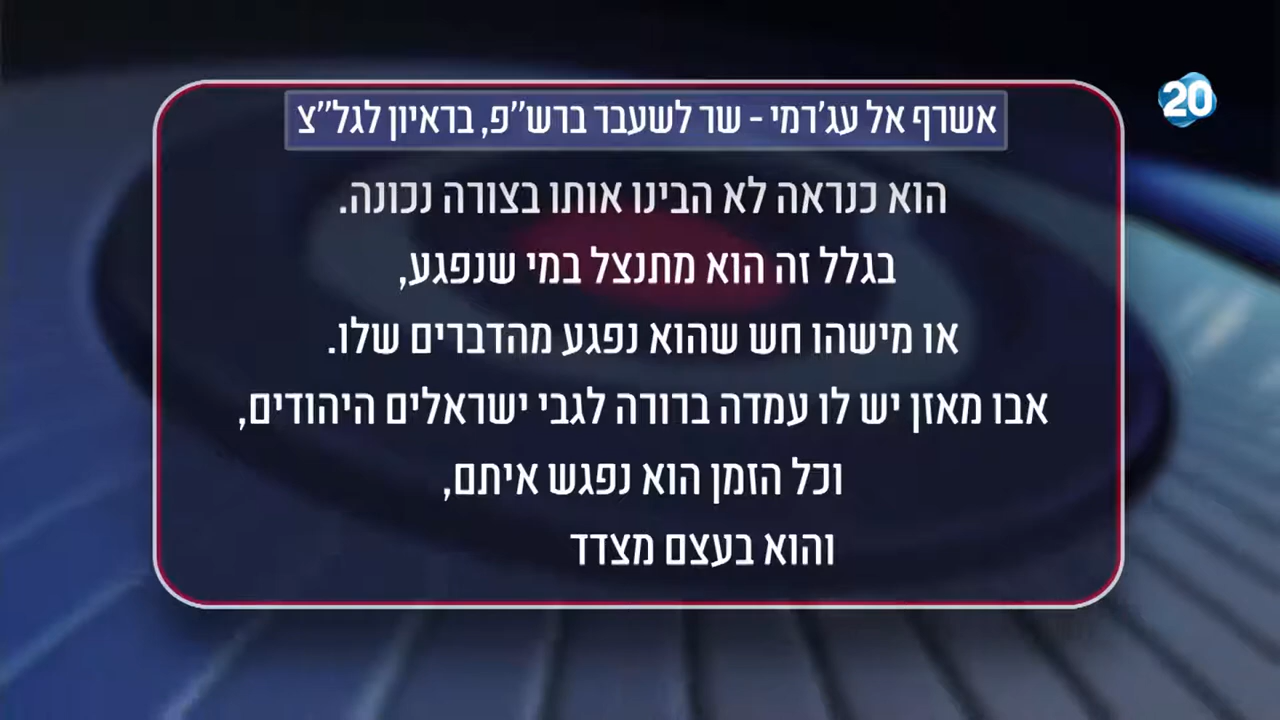 20
אשרף אל עג'רמי - שר לשעבר ברש"פ, בראיון לגל"צ
הוא כנראה לא הבינו אותו בצורה נכונה.
בגלל זה הוא מתנצל במי שנפגע,
או מישהו חש שהוא נפגע מהדברים שלו.
אבו מאזן יש לו עמדה ברורה לגבי ישראלים היהודים,
וכל הזמן הוא נפגש איתם,
והוא בעצם מצדד